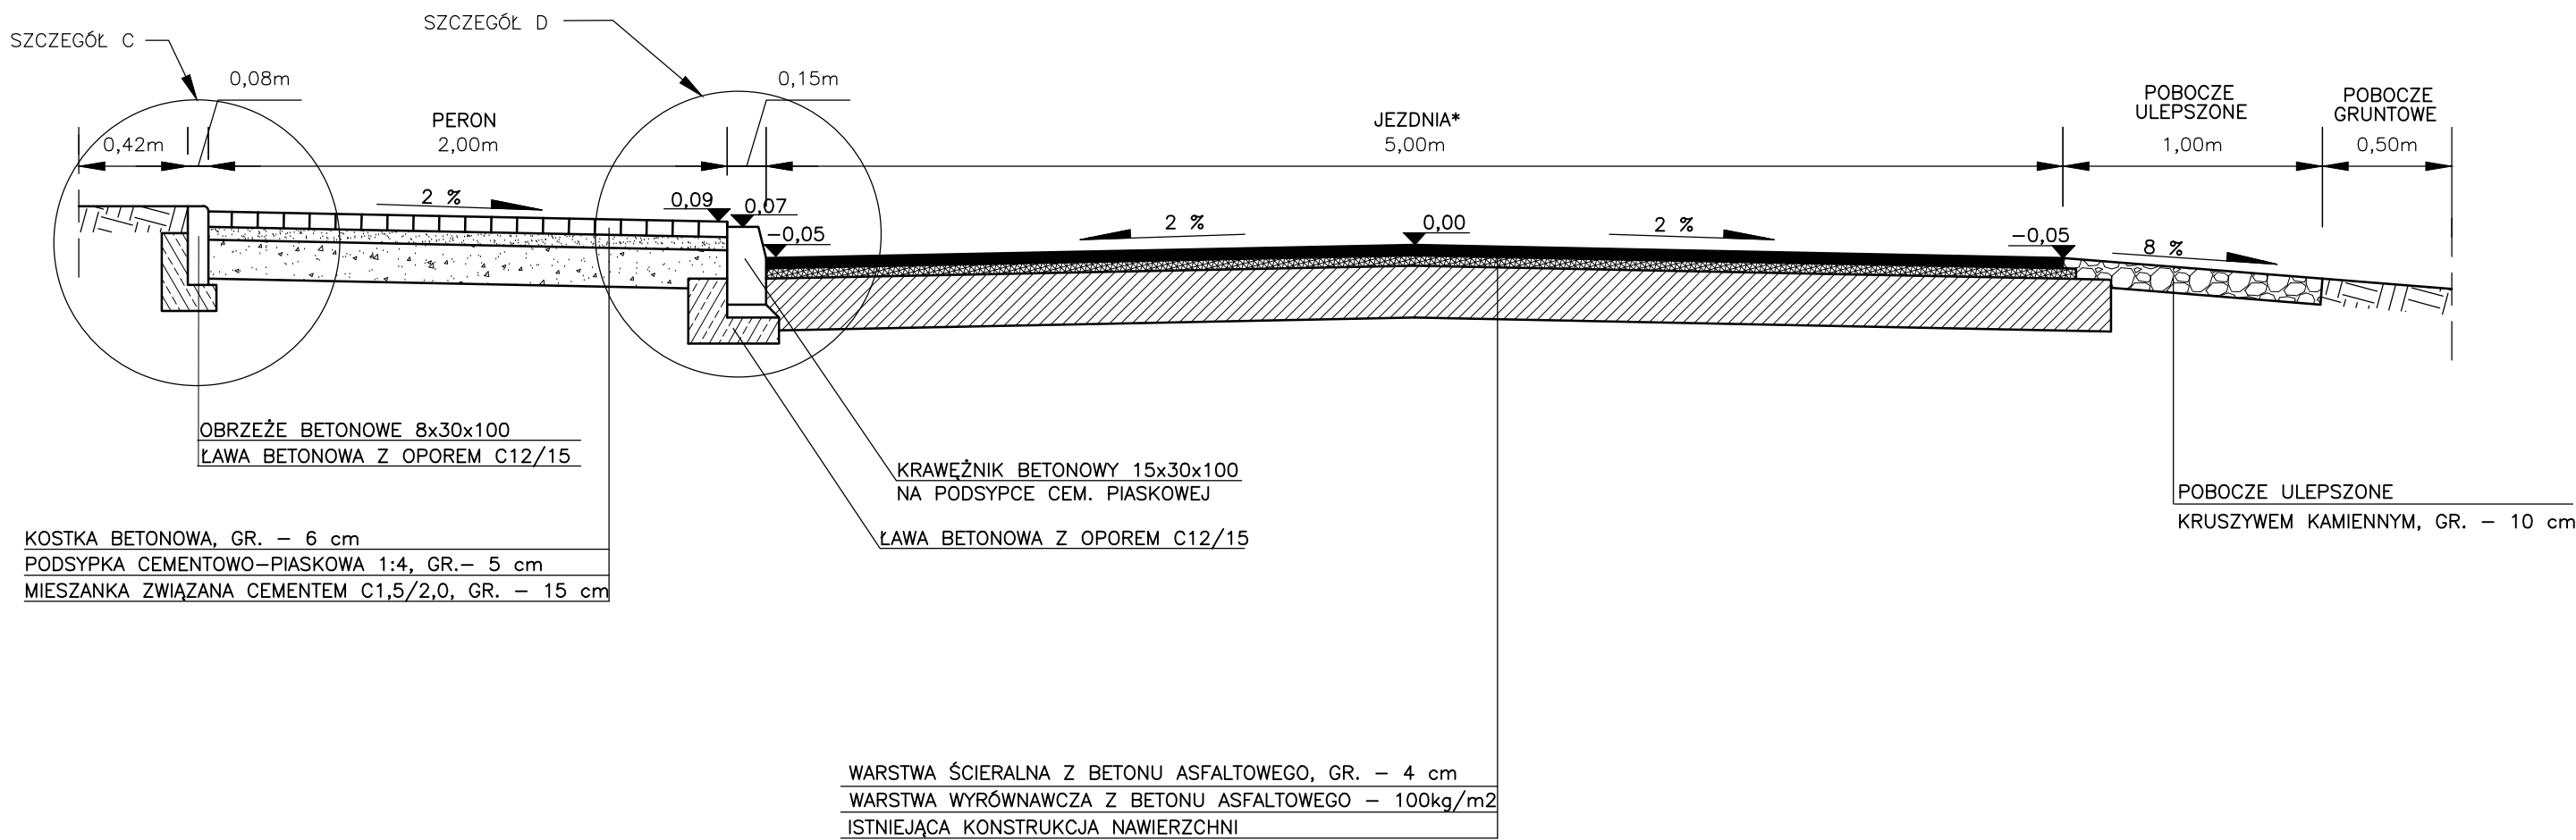 SZCZEGÓŁ C
SZCZEGÓŁ D
0,08m
0,15m
0,42m
PERON
2,00m
JEZDNIA*
5,00m
POBOCZE
ULEPSZONE
1,00m
POBOCZE
GRUNTOWE
0,50m
2 %
0,09
0,07
-0,05
2 %
0,00
2 %
-0,05
8 %
OBRZEŻE BETONOWE 8x30x100
ŁAWA BETONOWA Z OPOREM C12/15
KRAWĘŻNIK BETONOWY 15x30x100
NA PODSYPCE CEM. PIASKOWEJ
ŁAWA BETONOWA Z OPOREM C12/15
POBOCZE ULEPSZONE
KRUSZYWEM KAMIENNYM, GR. - 10 cm
KOSTKA BETONOWA, GR. - 6 cm
PODSYPKA CEMENTOWO-PIASKOWA 1:4, GR.- 5 cm
MIESZANKA ZWIĄZANA CEMENTEM C1,5/2,0, GR. - 15 cm
WARSTWA ŚCIERALNA Z BETONU ASFALTOWEGO, GR. - 4 cm
WARSTWA WYRÓWNAWCZA Z BETONU ASFALTOWEGO - 100kg/m2
ISTNIEJĄCA KONSTRUKCJA NAWIERZCHNI